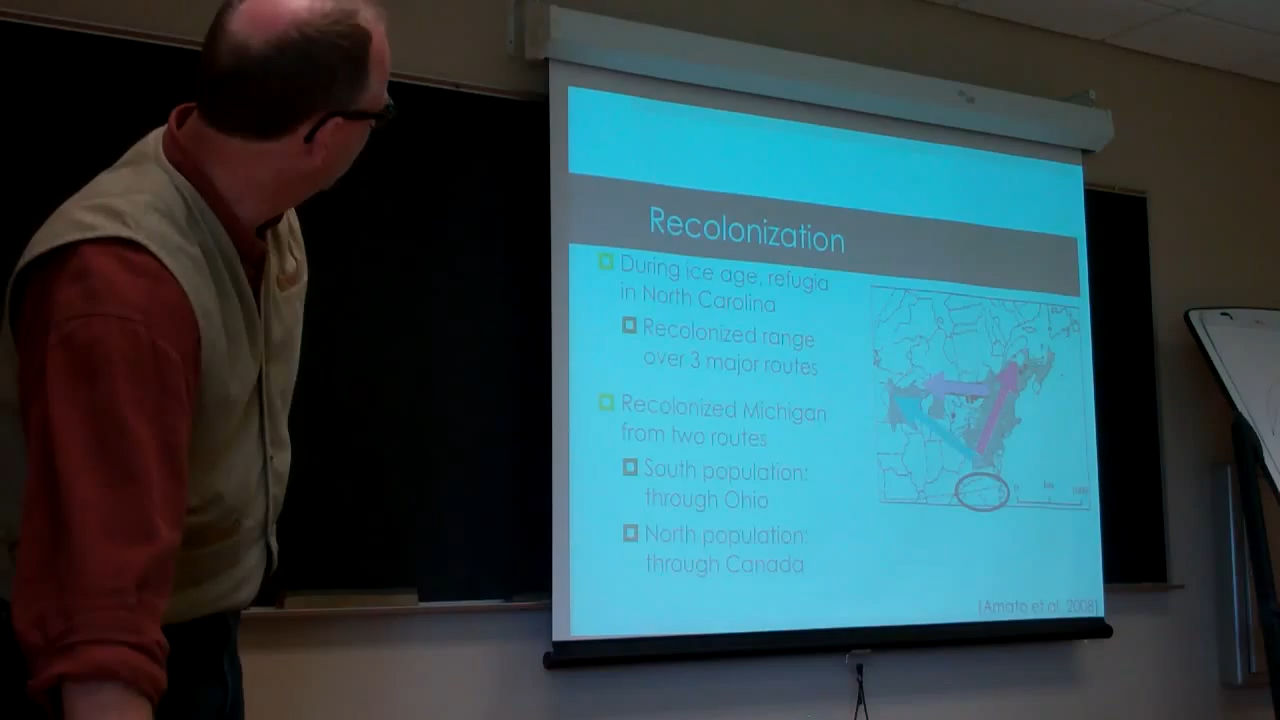 Recolonization
During ice age, refugia
in North Carolina
Recolonized range
over 3 major routes
Recolonized Michigan
from two routes
South population:
through Ohio
North population:
through Canada
km
(Amato et al. 2008)